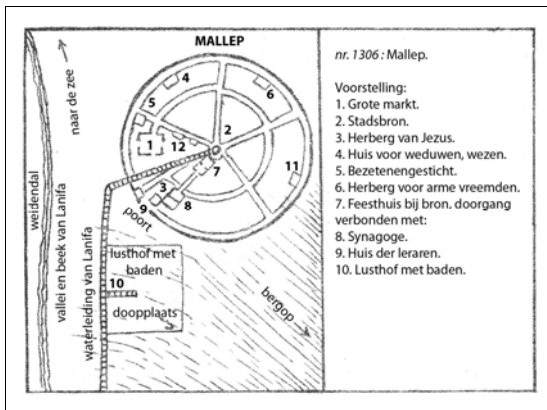 MALLEP
naar de zee
4
6
5
1
12
2
7
11
3
8
9
poort
weidendal
vallei en beek van Lanifa
waterleiding van Lanifa
lusthof met
baden
10
doopplaats
bergop
nr. 1306 : Mallep.
Voorstelling:
1. Grote markt.
2. Stadsbron.
3. Herberg van Jezus.
4. Huis voor weduwen, wezen.
5. Bezetenengesticht.
6. Herberg voor arme vreemden.
7. Feesthuis bij bron, doorgang
verbonden met:
8. Synagoge.
9. Huis der leraren.
10. Lusthof met baden.